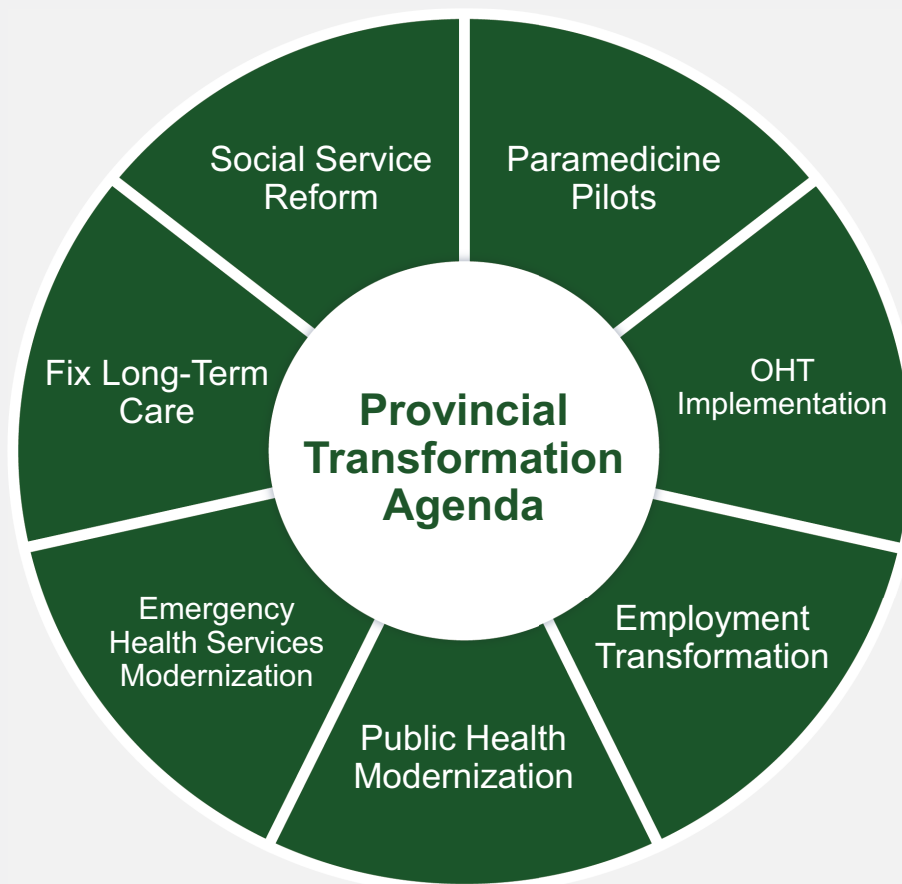 Social Service
Reform
Paramedicine
Pilots
Fix Long-Term
Care
OHT
Implementation
Provincial
Transformation
Agenda
Emergency
Health Services
Modernization
Employment
Transformation
Public Health
Modernization